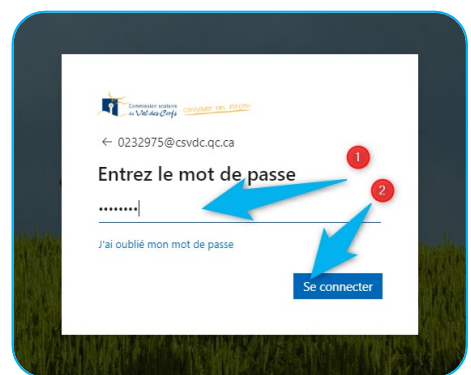 Commission scolaire
du Val-des-Cerfs
← 0232975@csvdc.qc.ca
Entrez le mot de passe
1
2
••••••••
J'ai oublié mon mot de passe
Se connecter